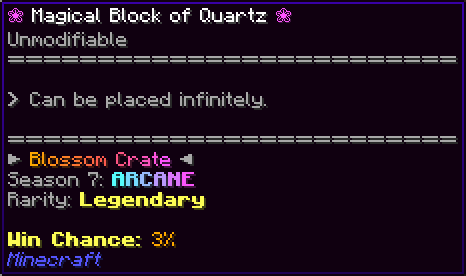 ❀ Magical Block of Quartz ❀
Unmodifiable
============================
> Can be placed infinitely.
============================
► Blossom Crate ◄
Season 7: ARCANE
Rarity: Legendary
Win Chance: 3%
Minecraft